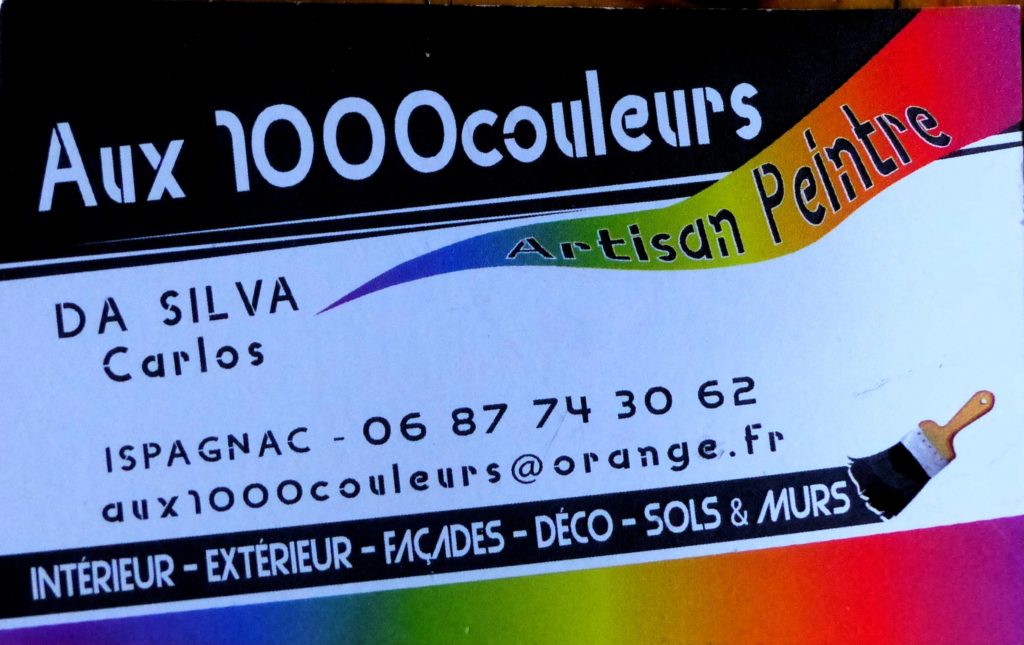 Aux 1000couleurs
Artisan Peintre
DA SILVA
Carlos
ISPAGNAC - 06 87 74 30 62
aux1000couleurs@orange.fr
INTÉRIEUR - EXTÉRIEUR - FAÇADES - DÉCO - SOLS & MURS